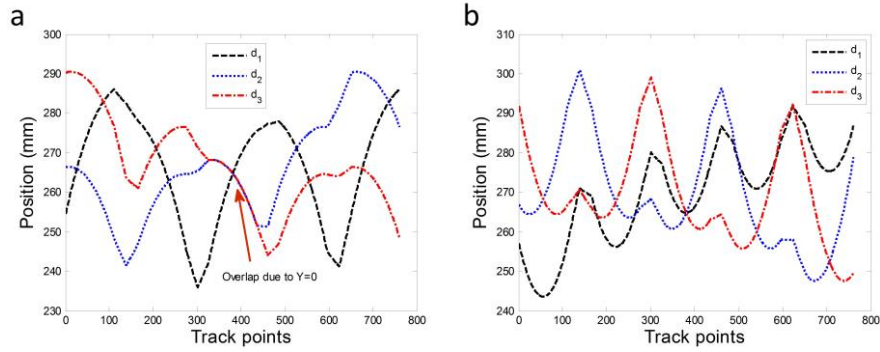 a
300
290
280
270
260
250
240
230
Position (mm)
0 100 200 300 400 500 600 700 800
Track points
d1
d2
d3
Overlap due to Y=0
b
310
300
290
280
270
260
250
240
Position (mm)
0 100 200 300 400 500 600 700 800
Track points
d1
d2
d3